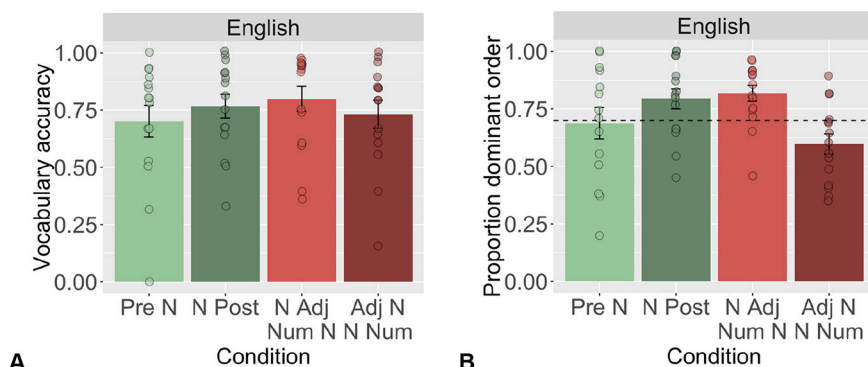 English
Vocabulary accuracy
1.00
0.75
0.50
0.25
0.00
Pre N
N Post
N Adj
Num N
Adj N
N Num
Condition
A
English
Proportion dominant order
1.00
0.75
0.50
0.25
0.00
Pre N
N Post
N Adj
Num N
Adj N
N Num
Condition
B